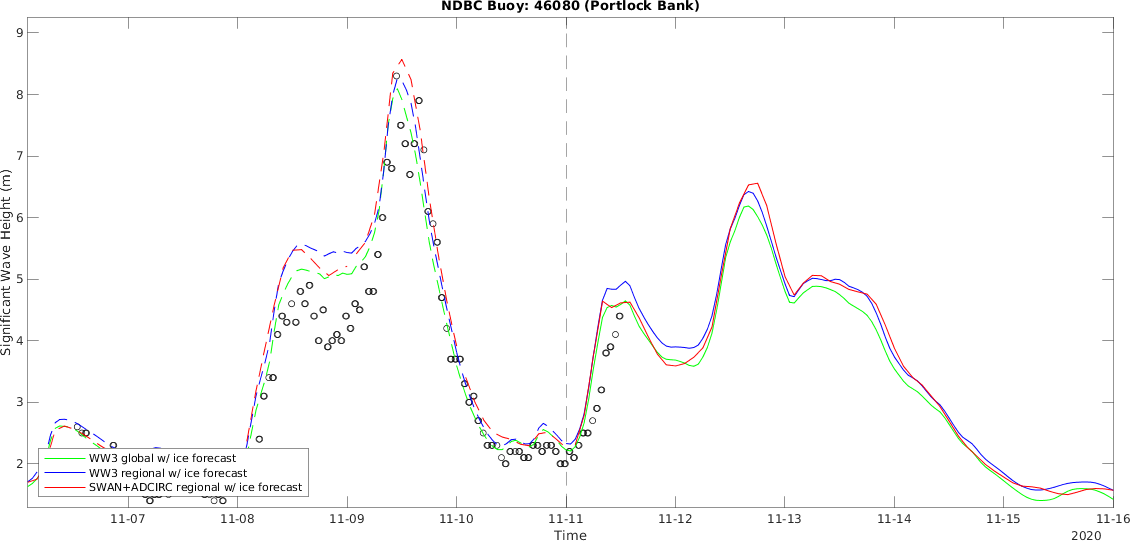 NDBC Buoy: 46080 (Portlock Bank)
9
8
7
6
5
4
3
2
Significant Wave Height (m)
WW3 global w/ ice forecast
WW3 regional w/ ice forecast
SWAN+ADCIRC regional w/ ice forecast
11-07 11-08 11-09 11-10 11-11 11-12 11-13 11-14 11-15 11-16
Time
2020